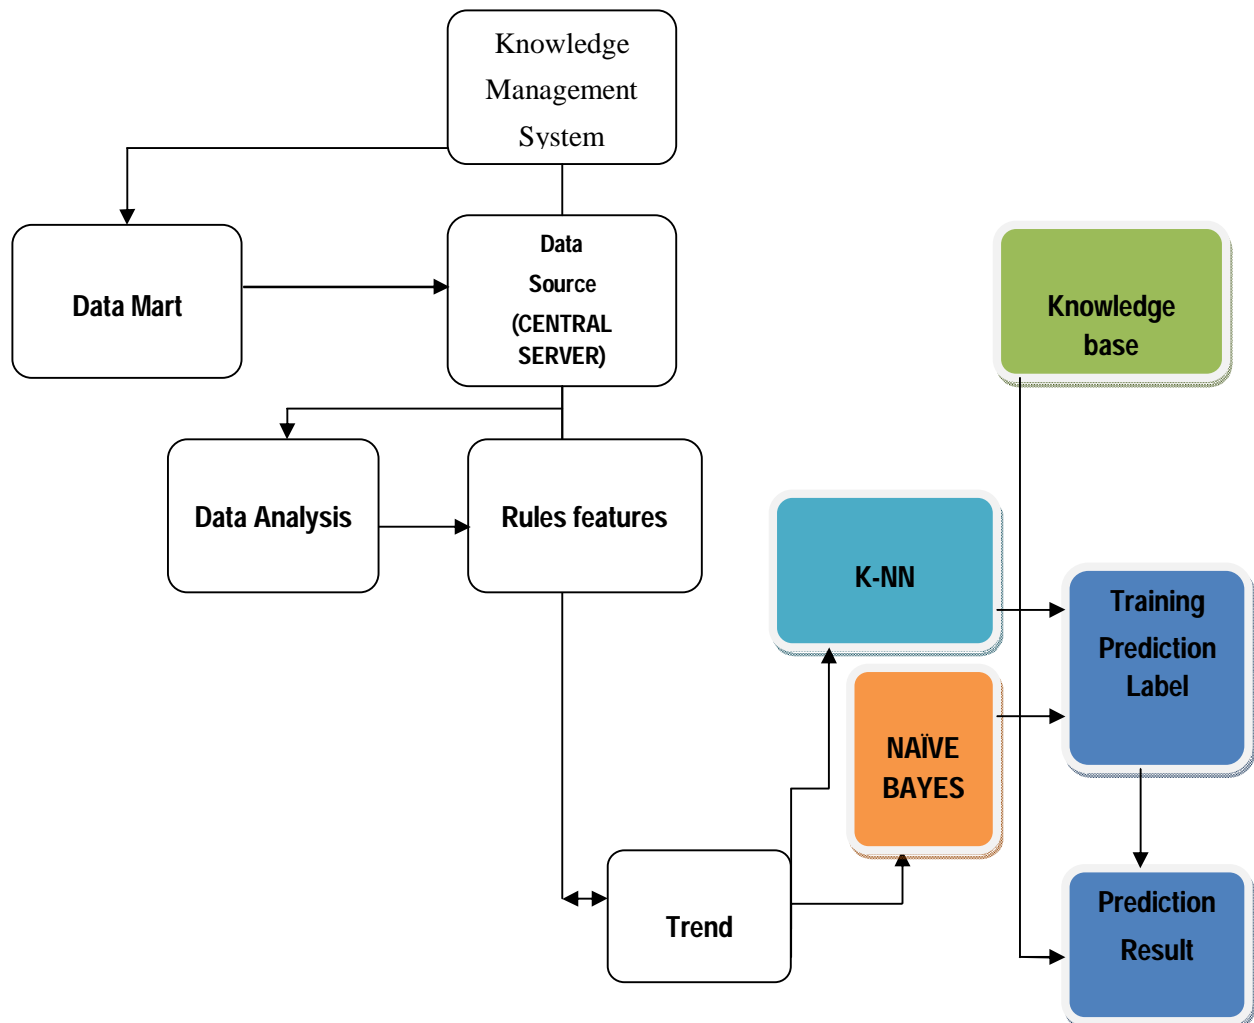 Knowledge
Management
System
Data
Source
(CENTRAL
SERVER)
Data Mart
Knowledge
base
Data Analysis
Rules features
K-NN
Training
Prediction
Label
NAÏVE
BAYES
Prediction
Result
Trend